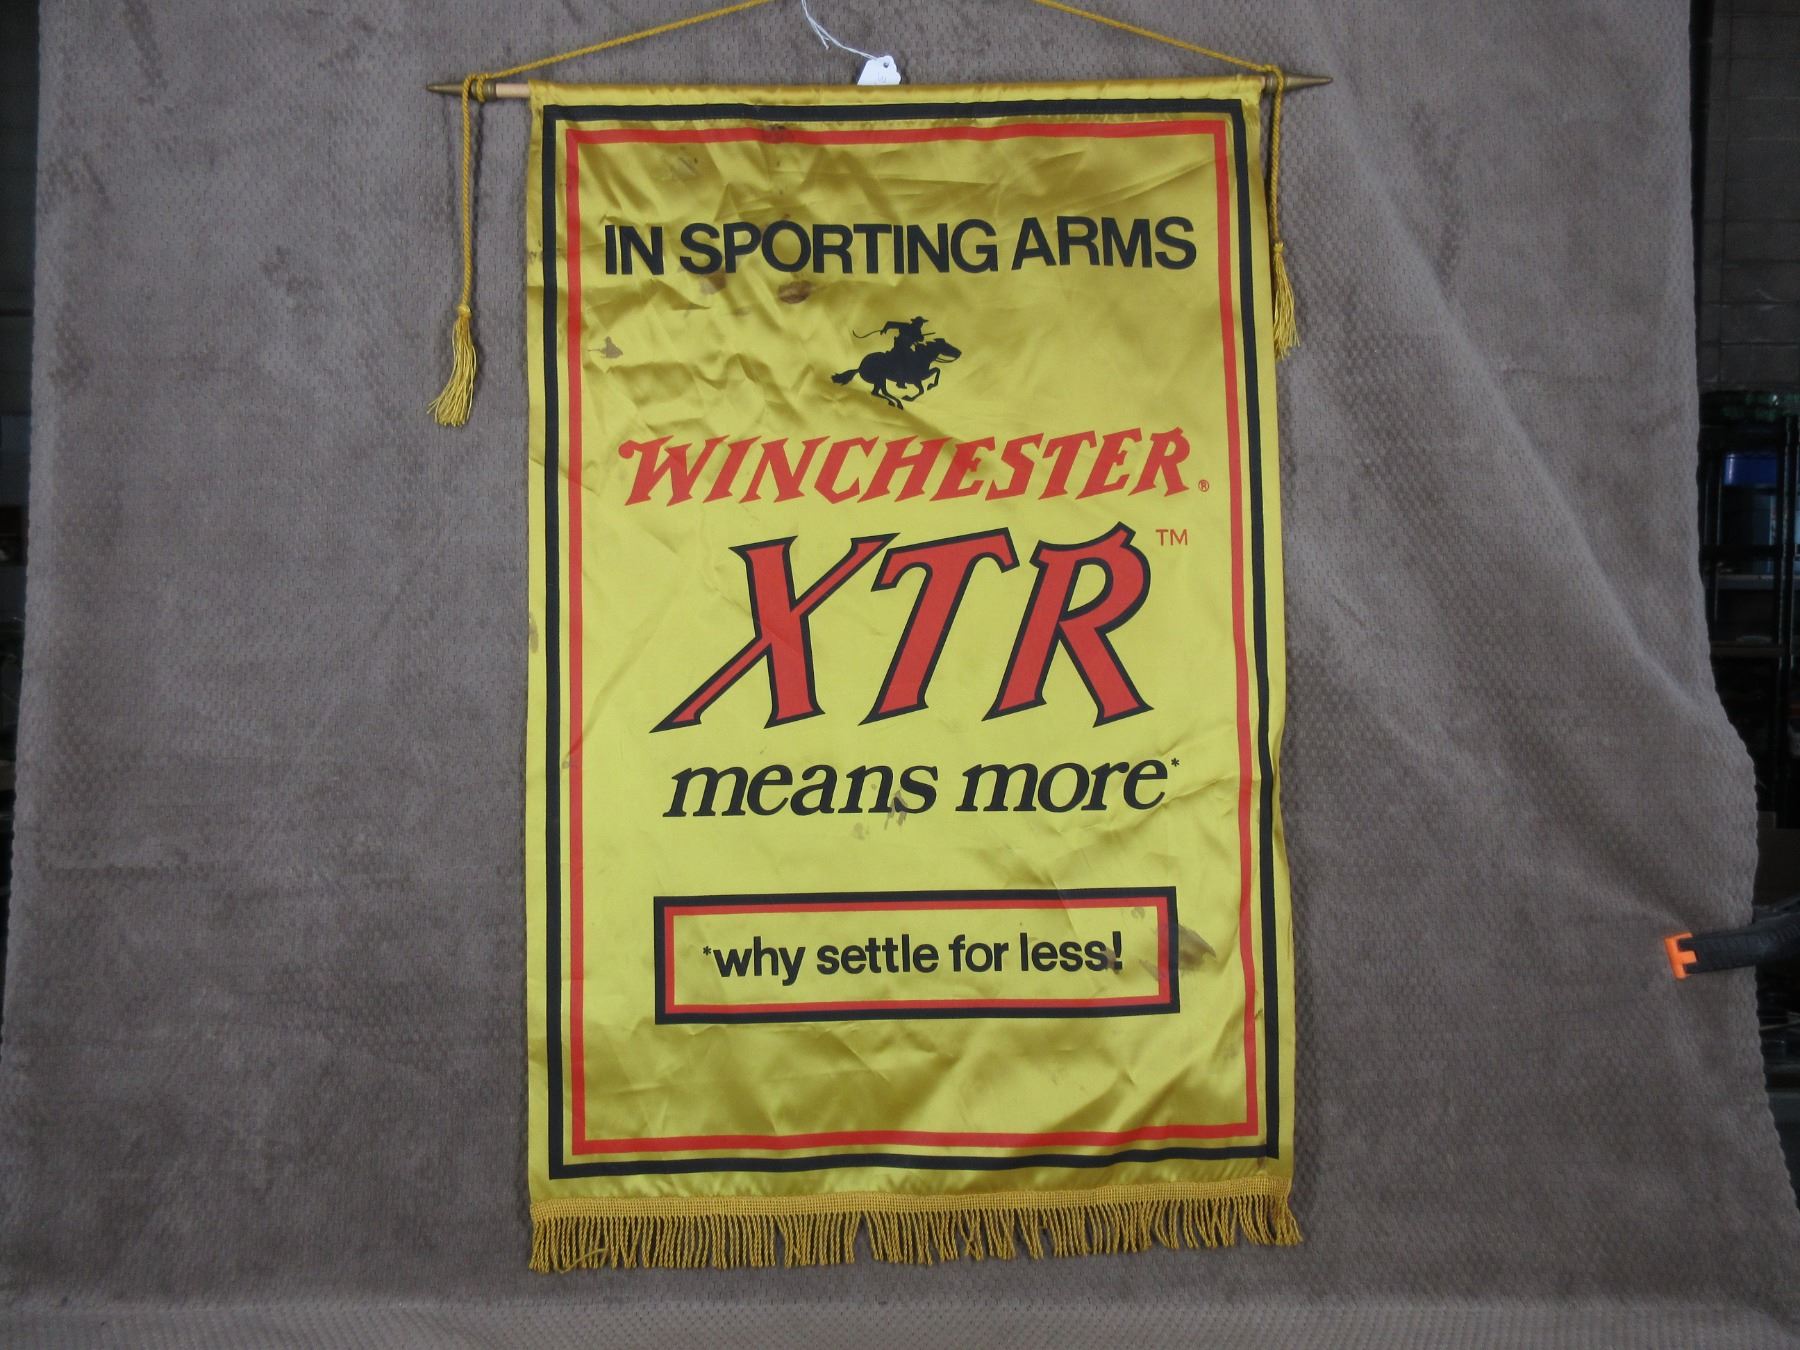 IN SPORTING ARMS
WINCHESTER®
XTR™
means more*
*why settle for less!